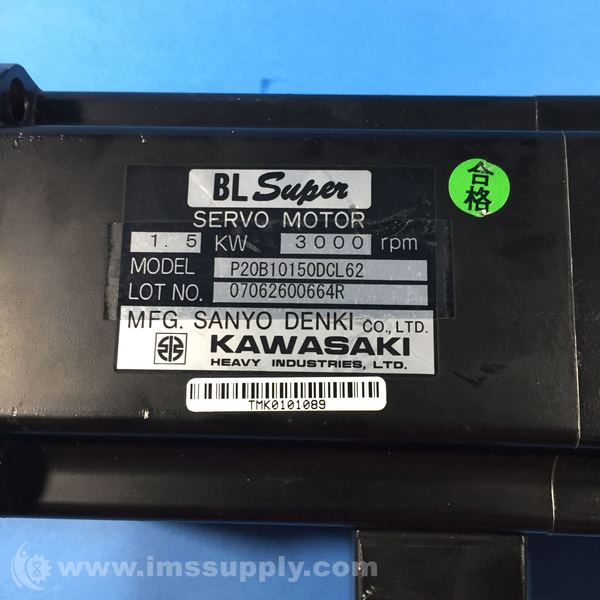 BL Super
SERVO MOTOR
1.5 KW 3000 rpm
MODEL P20B10150DCL62
LOT NO. 07062600664R
MFG. SANYO DENKI CO., LTD.
KAWASAKI
HEAVY INDUSTRIES, LTD.
TMK0101089
合格
www.imssupply.com